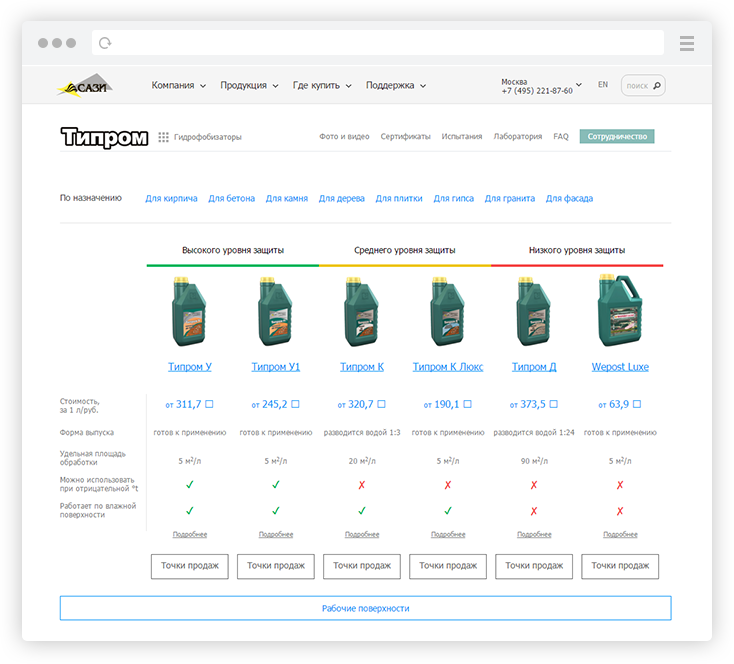 САЗИ
Компания Продукция Где купить Поддержка
Москва
+7 (495) 221-87-60
EN
поиск
Типром
Гидрофобизаторы
Фото и видео Сертификаты Испытания Лаборатория FAQ Сотрудничество
По назначению Для кирпича Для бетона Для камня Для дерева Для плитки Для гипса Для гранита Для фасада
Высокого уровня защиты Среднего уровня защиты Низкого уровня защиты
Типром У Типром У1 Типром К Типром К Люкс Типром Д Wepost Luxe
Стоимость,
за 1 л/руб.
от 311,7 от 245,2 от 320,7 от 190,1 от 373,5 от 63,9
Форма выпуска готов к применению готов к применению разводится водой 1:3 готов к применению разводится водой 1:24 готов к применению
Удельная площадь
обработки
5 м²/л 5 м²/л 20 м²/л 5 м²/л 90 м²/л 5 м²/л
Можно использовать
при отрицательной °t
✓ ✓ ✗ ✗ ✗ ✗
Работает по влажной
поверхности
✓ ✓ ✓ ✓ ✗ ✗
Подробнее Подробнее Подробнее Подробнее Подробнее Подробнее
Точки продаж Точки продаж Точки продаж Точки продаж Точки продаж Точки продаж
Рабочие поверхности